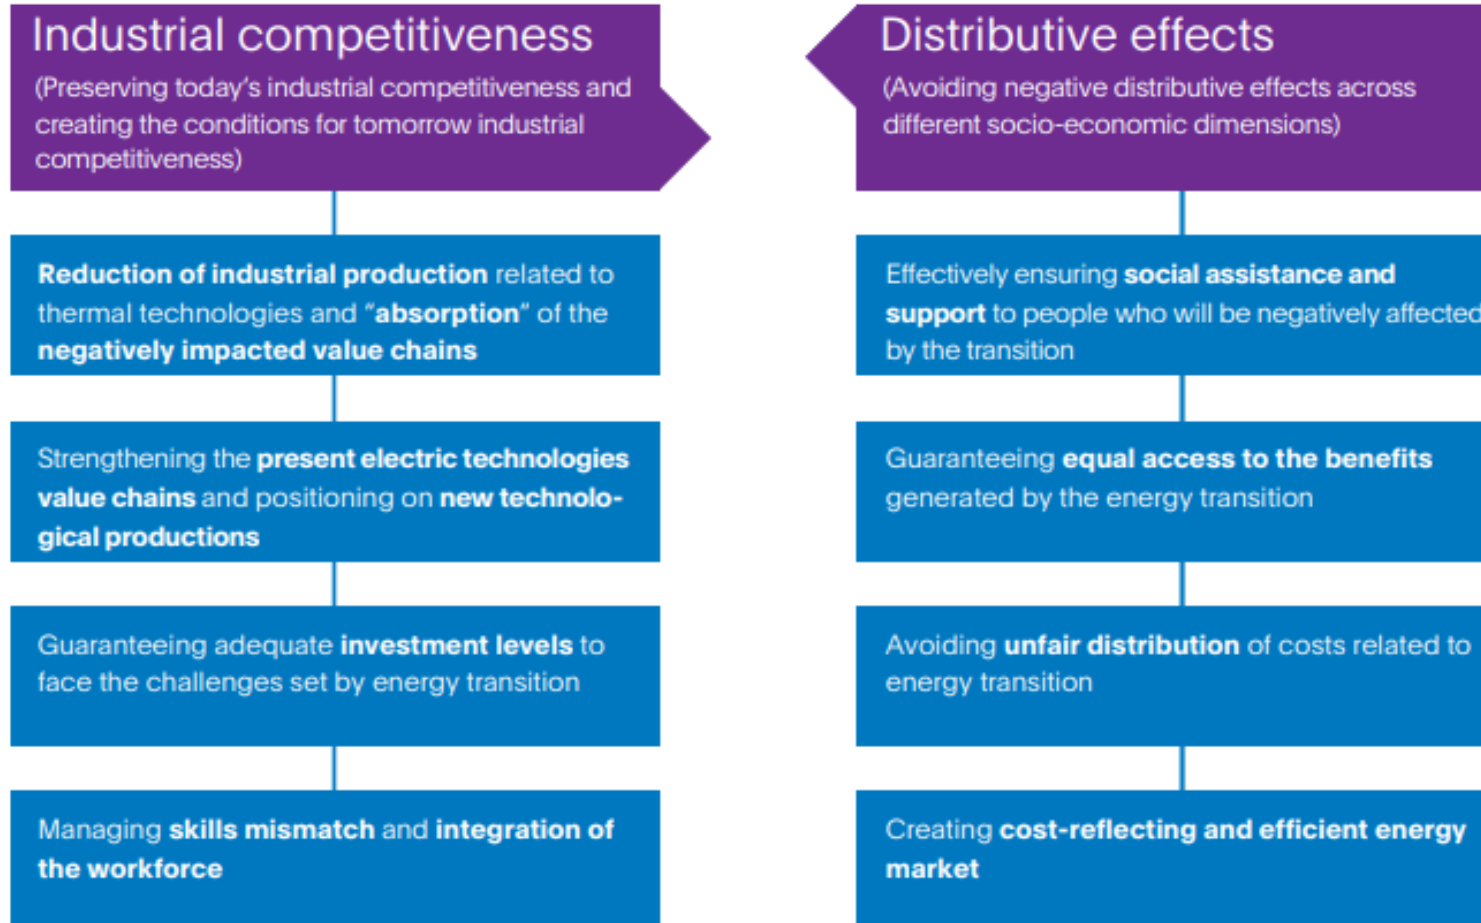 Industrial competitiveness
(Preserving today's industrial competitiveness and
creating the conditions for tomorrow industrial
competitiveness)
Reduction of industrial production related to
thermal technologies and "absorption" of the
negatively impacted value chains
Strengthening the present electric technologies
value chains and positioning on new technolo-
gical productions
Guaranteeing adequate investment levels to
face the challenges set by energy transition
Managing skills mismatch and integration of
the workforce
Distributive effects
(Avoiding negative distributive effects across
different socio-economic dimensions)
Effectively ensuring social assistance and
support to people who will be negatively affected
by the transition
Guaranteeing equal access to the benefits
generated by the energy transition
Avoiding unfair distribution of costs related to
energy transition
Creating cost-reflecting and efficient energy
market